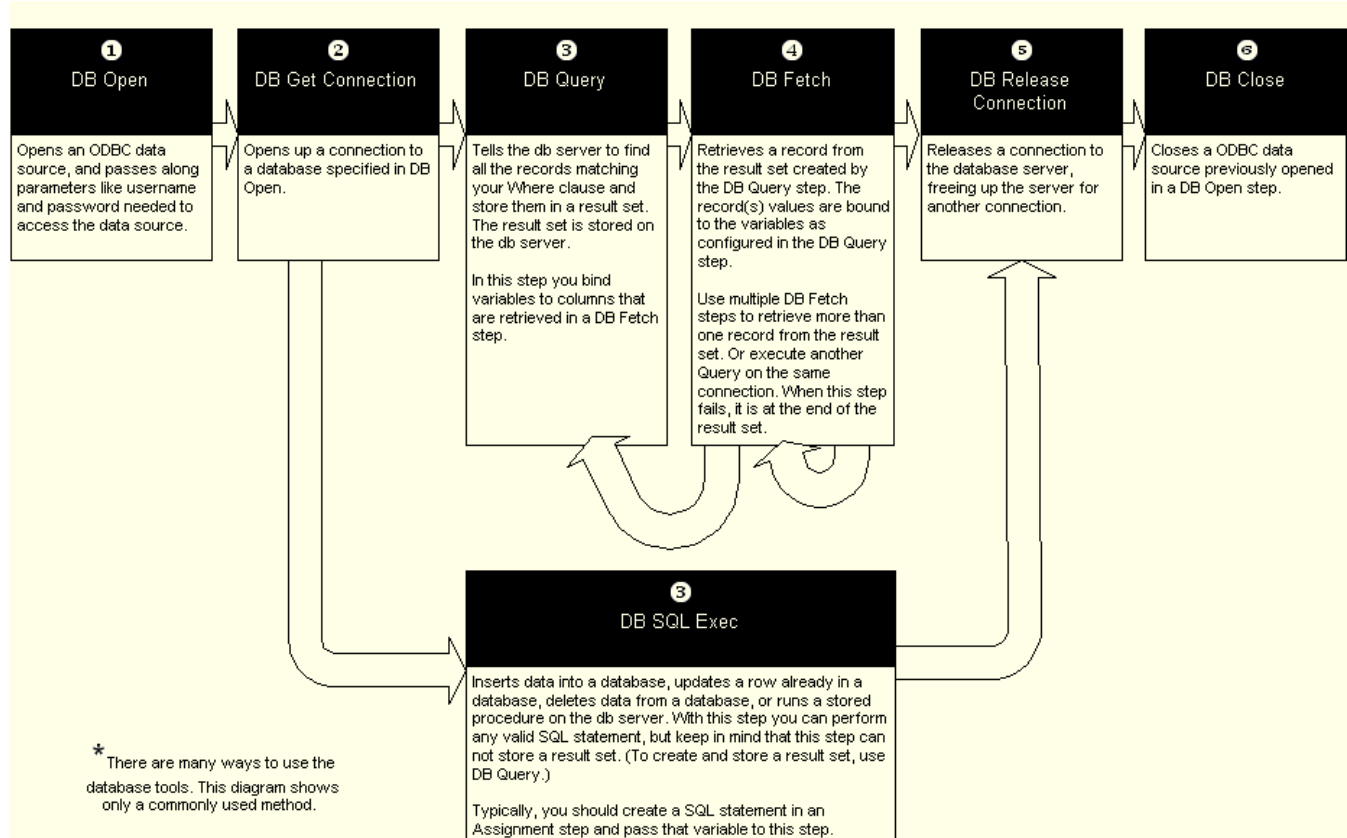 1
DB Open
Opens an ODBC data
source, and passes along
parameters like username
and password needed to
access the data source.
2
DB Get Connection
Opens up a connection to
a database specified in DB
Open.
3
DB Query
Tells the db server to find
all the records matching
your Where clause and
store them in a result set.
The result set is stored on
the db server.
In this step you bind
variables to columns that
are retrieved in a DB Fetch
step.
4
DB Fetch
Retrieves a record from
the result set created by
the DB Query step. The
record(s) values are bound
to the variables as
configured in the DB Query
step.
Use multiple DB Fetch
steps to retrieve more than
one record from the result
set. Or execute another
Query on the same
connection. When this step
fails, it is at the end of the
result set.
5
DB Release
Connection
Releases a connection to
the database server,
freeing up the server for
another connection.
6
DB Close
Closes a ODBC data
source previously opened
in a DB Open step.
3
DB SQL Exec
Inserts data into a database, updates a row already in a
database, deletes data from a database, or runs a stored
procedure on the db server. With this step you can perform
any valid SQL statement, but keep in mind that this step can
not store a result set. (To create and store a result set, use
DB Query.)
Typically, you should create a SQL statement in an
Assignment step and pass that variable to this step.
* There are many ways to use the
database tools. This diagram shows
only a commonly used method.